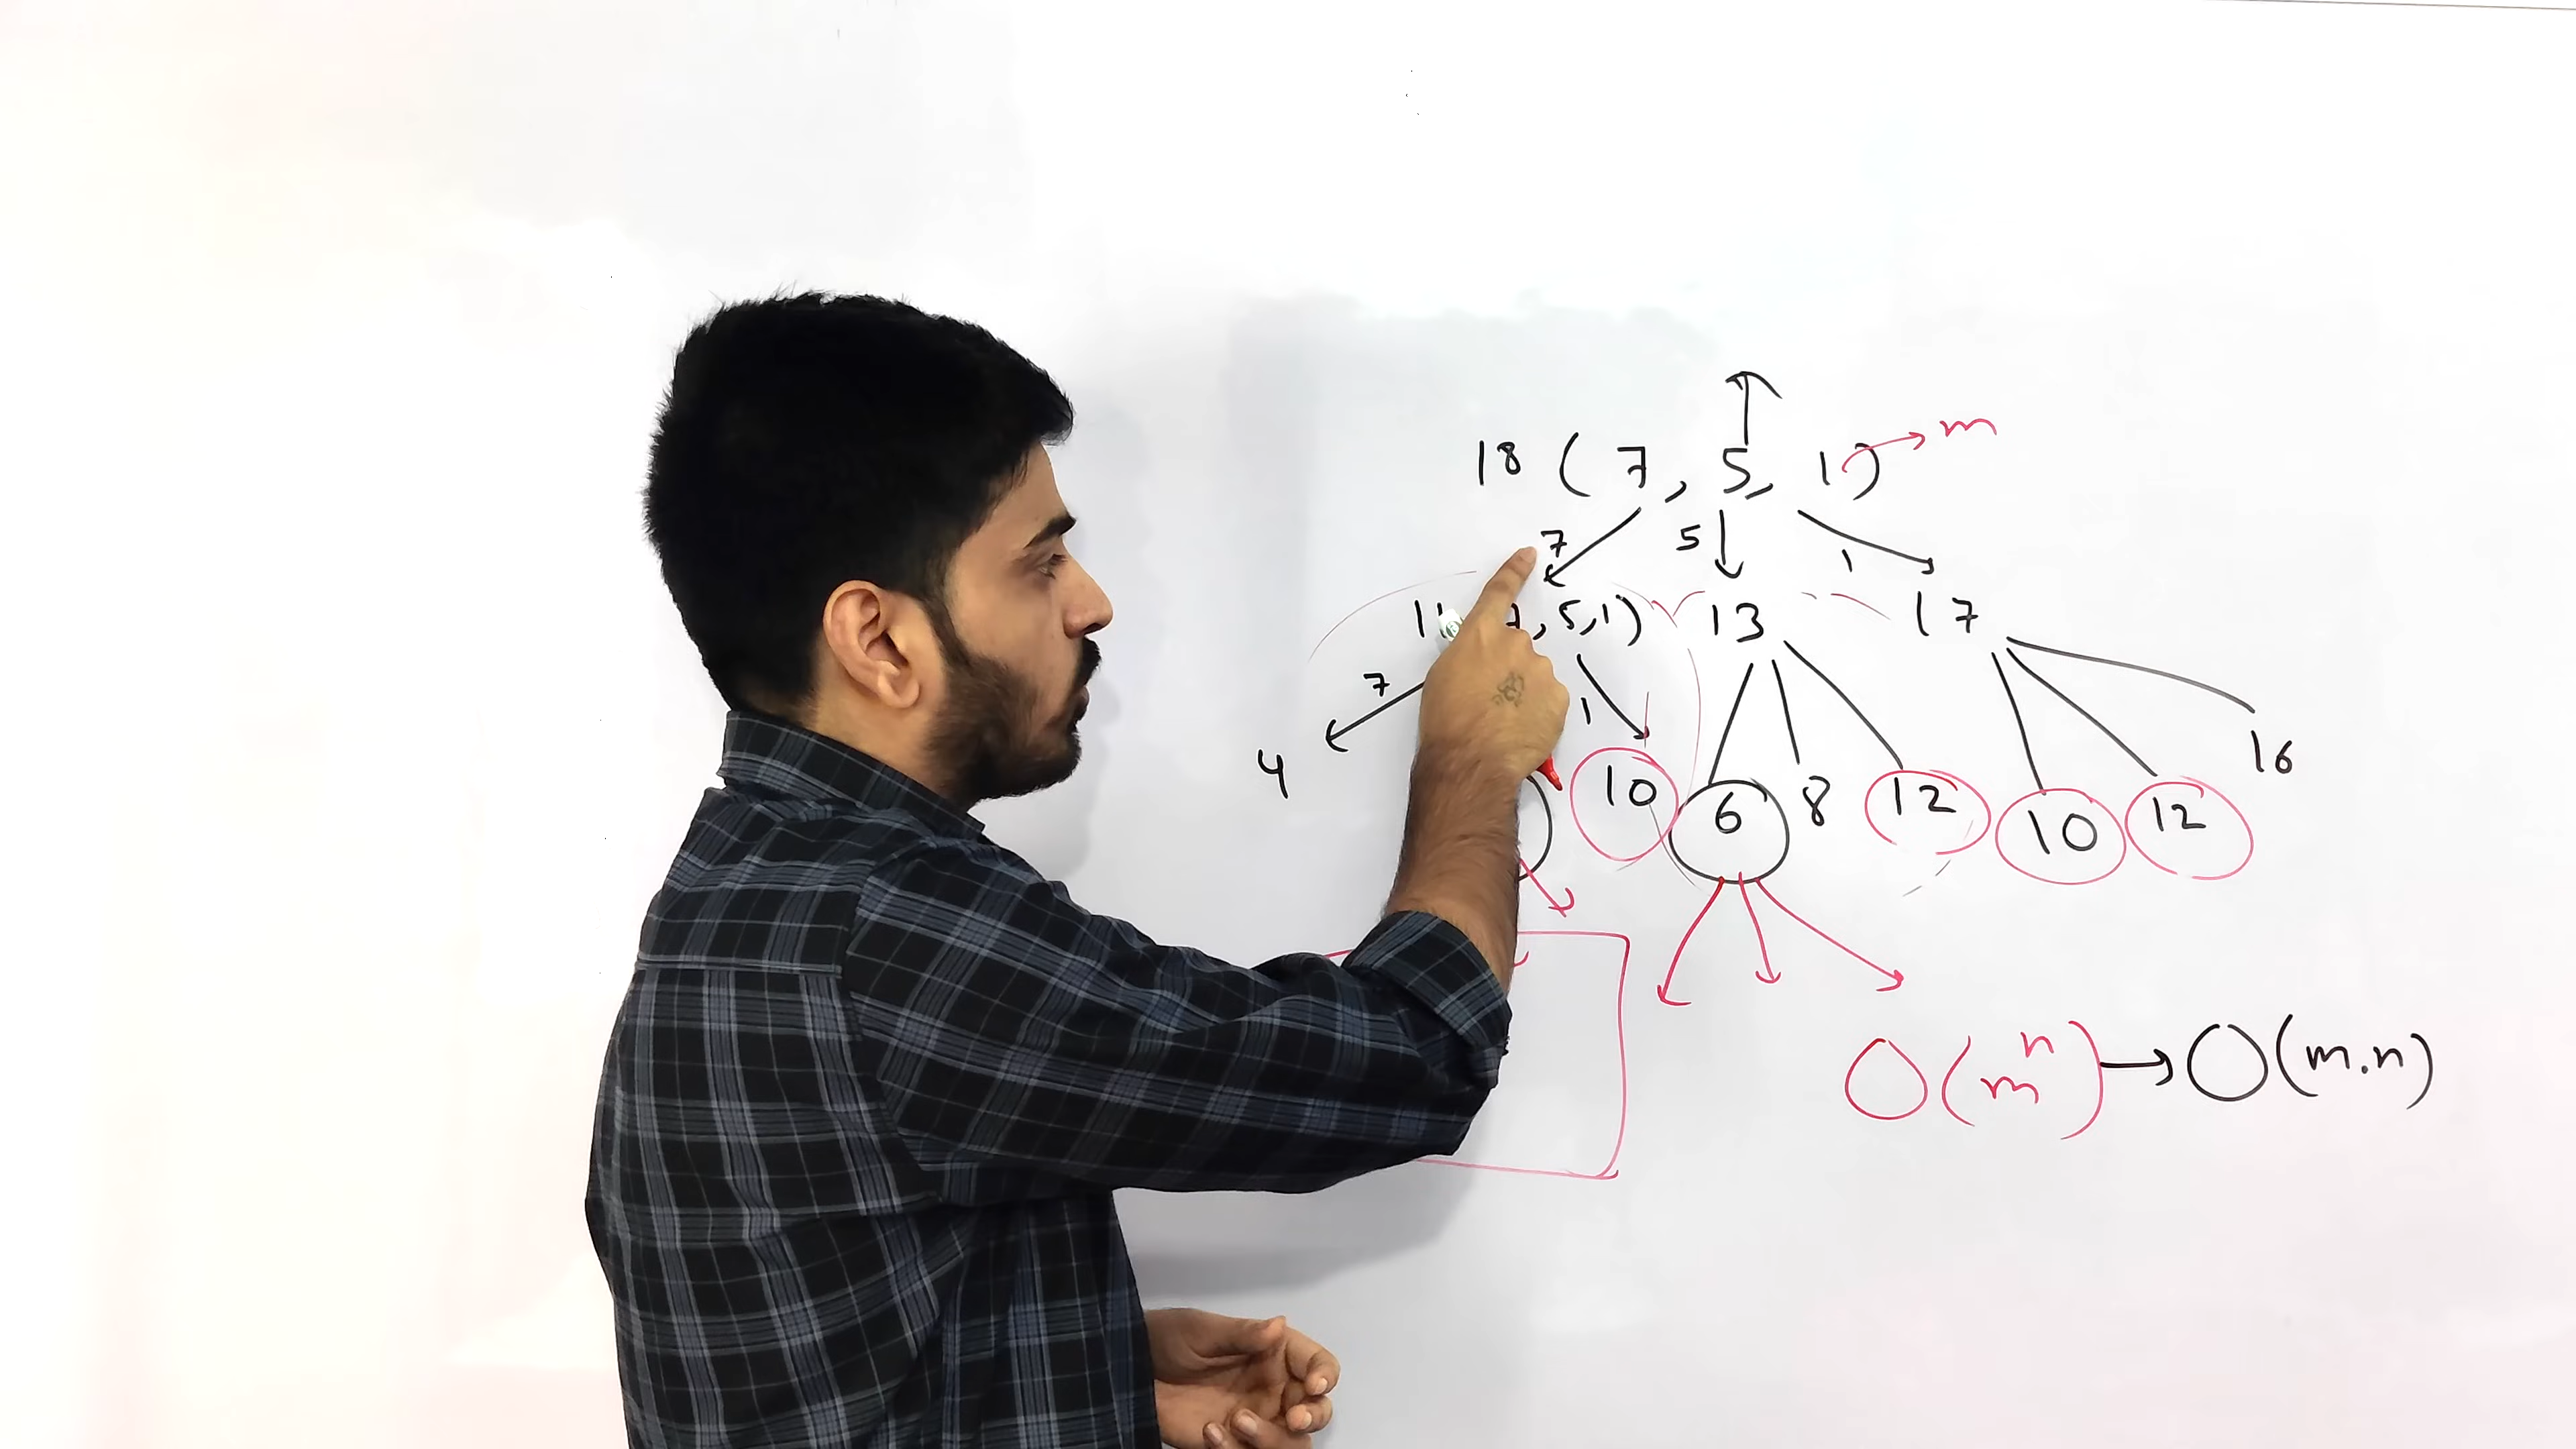 m
18 ( 7 , 5, 1)
7 5 1
7, 5, 1) 13 17
7 1
4 10 6 8 12 10 12 16
O(m^n) → O(m.n)